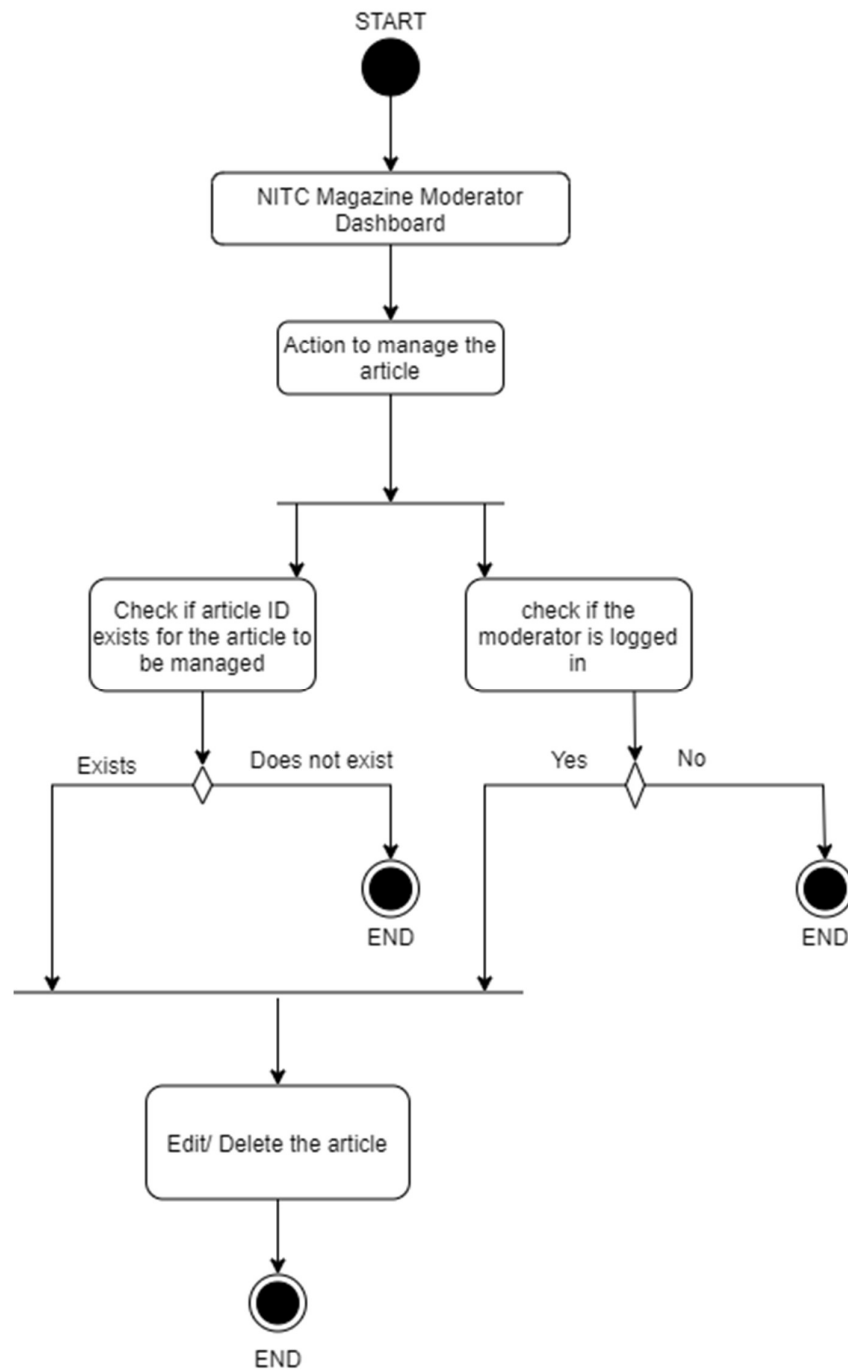 START
NITC Magazine Moderator
Dashboard
Action to manage the
article
Check if article ID
exists for the article to
be managed
check if the
moderator is logged
in
Exists
Does not exist
Yes
No
END
END
Edit/ Delete the article
END